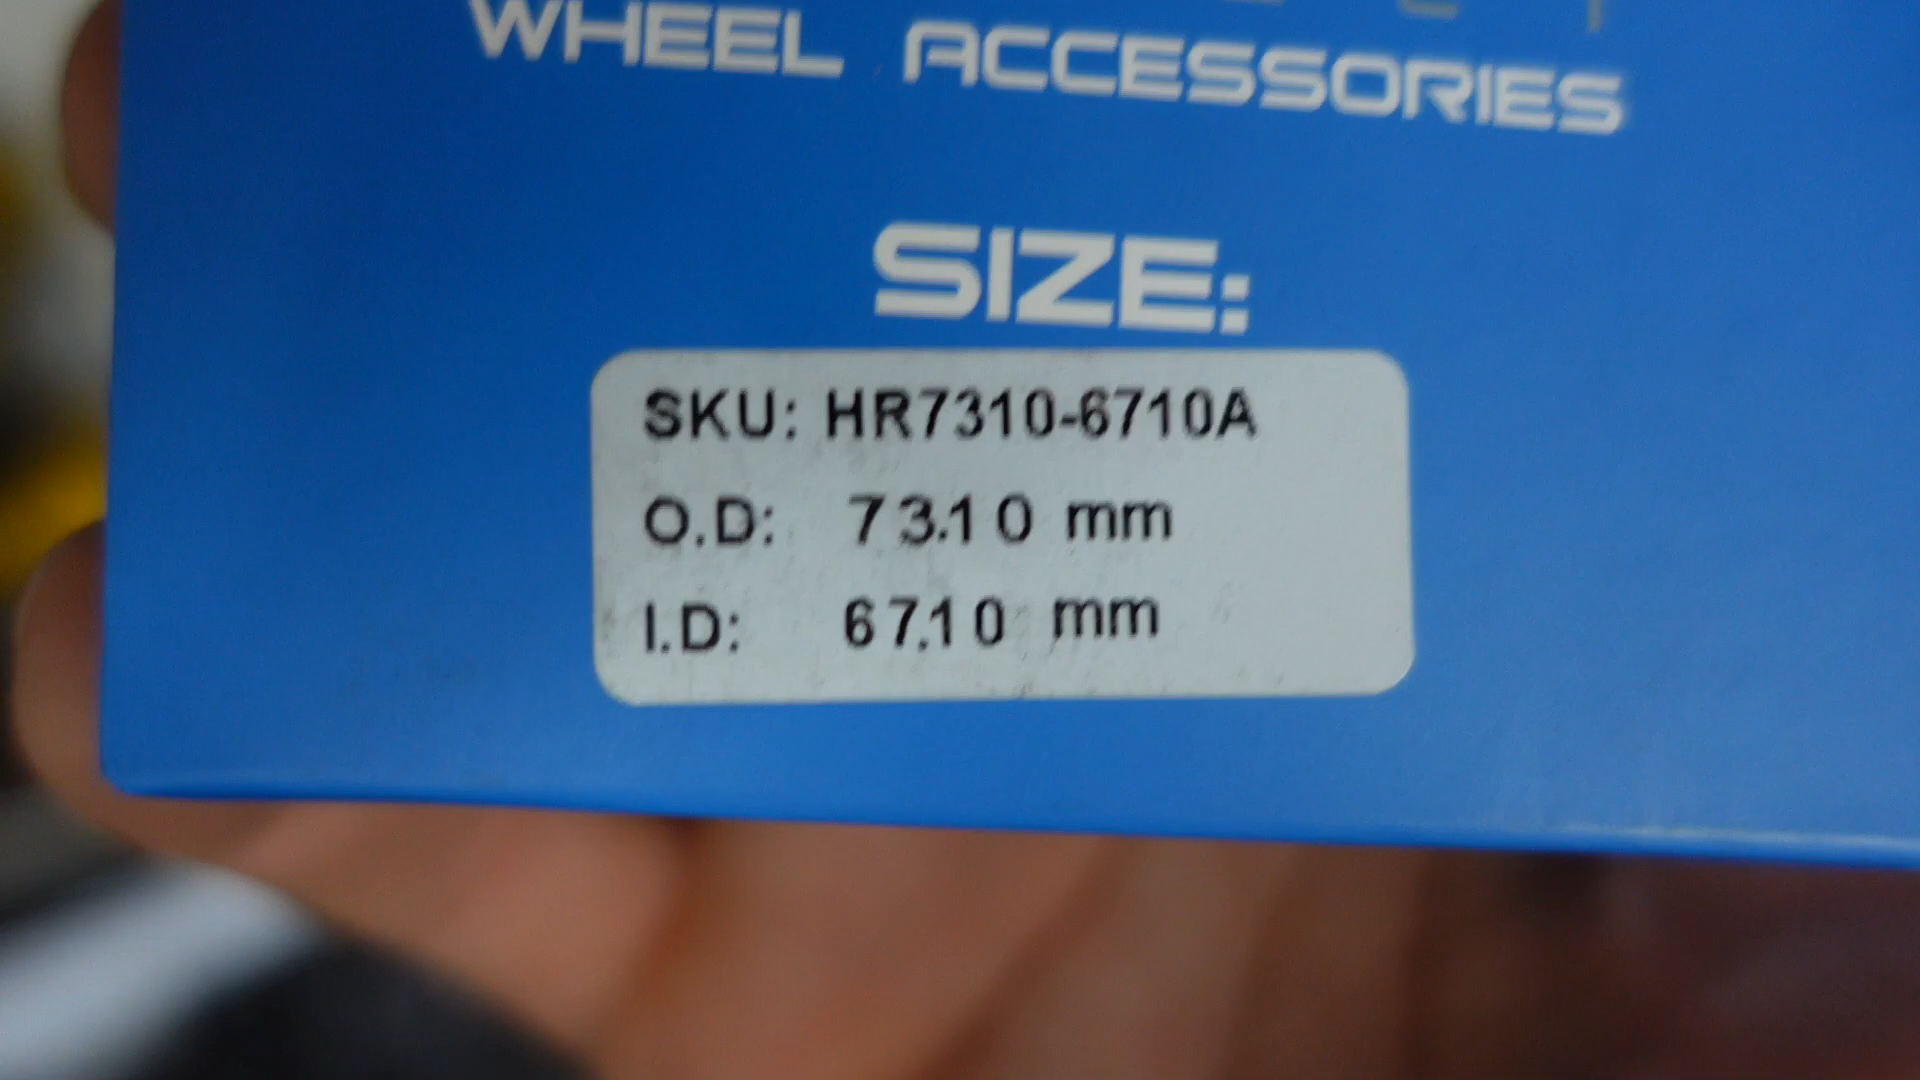 WHEEL ACCESSORIES
SIZE:
SKU: HR7310-6710A
O.D: 73.10 mm
I.D: 67.10 mm